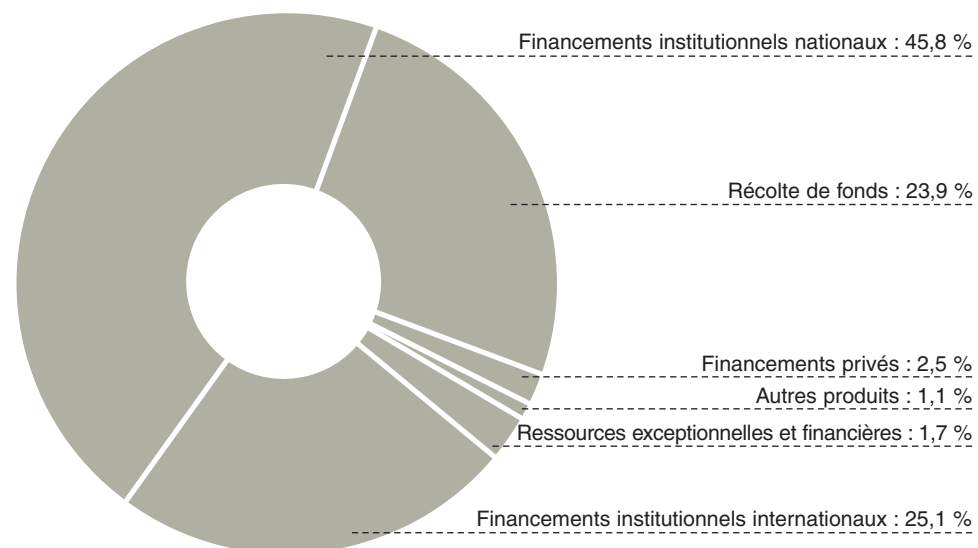 Financements institutionnels nationaux : 45,8 %
Récolte de fonds : 23,9 %
Financements privés : 2,5 %
Autres produits : 1,1 %
Ressources exceptionnelles et financières : 1,7 %
Financements institutionnels internationaux : 25,1 %